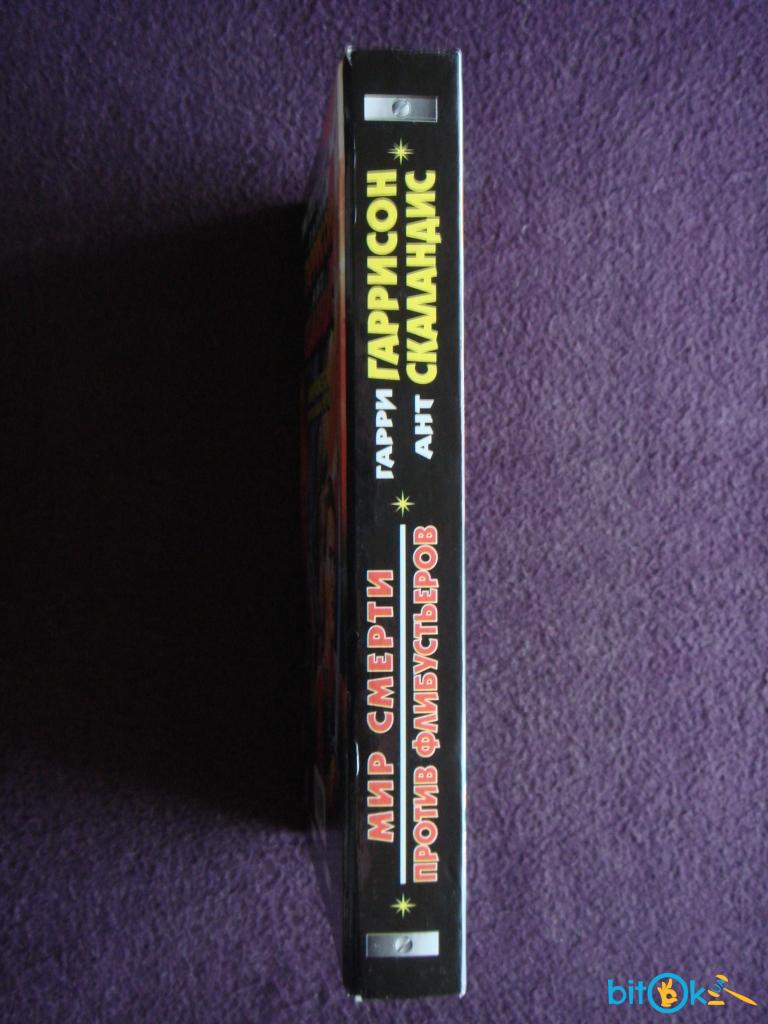 МИР СМЕРТИ
ПРОТИВ ФЛИБУСТЬЕРОВ
ГАРРИ ГАРРИСОН
АНТ СКАЛАНДИС
bitOk